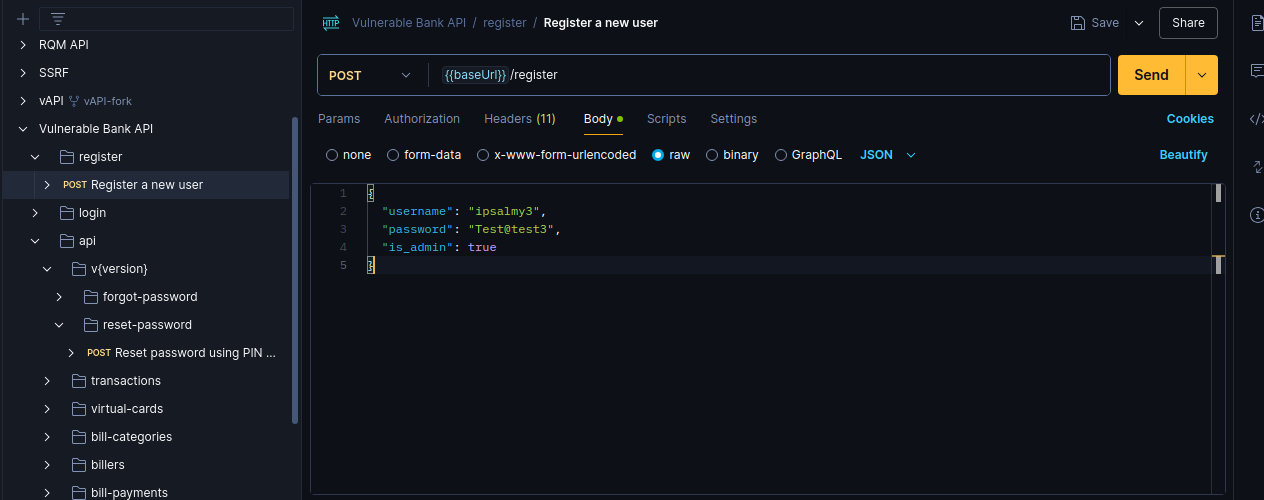 RQM API
SSRF
vAPI vAPI-fork
Vulnerable Bank API
register
POST Register a new user
login
api
v{version}
forgot-password
reset-password
POST Reset password using PIN ...
transactions
virtual-cards
bill-categories
billers
bill-payments
HTTP Vulnerable Bank API / register / Register a new user
Save Share
POST {{baseUrl}}/register Send
Params Authorization Headers (11) Body Scripts Settings Cookies
none form-data x-www-form-urlencoded raw binary GraphQL JSON Beautify
1 {
2 "username": "ipsalmy3",
3 "password": "Test@test3",
4 "is_admin": true
5 }